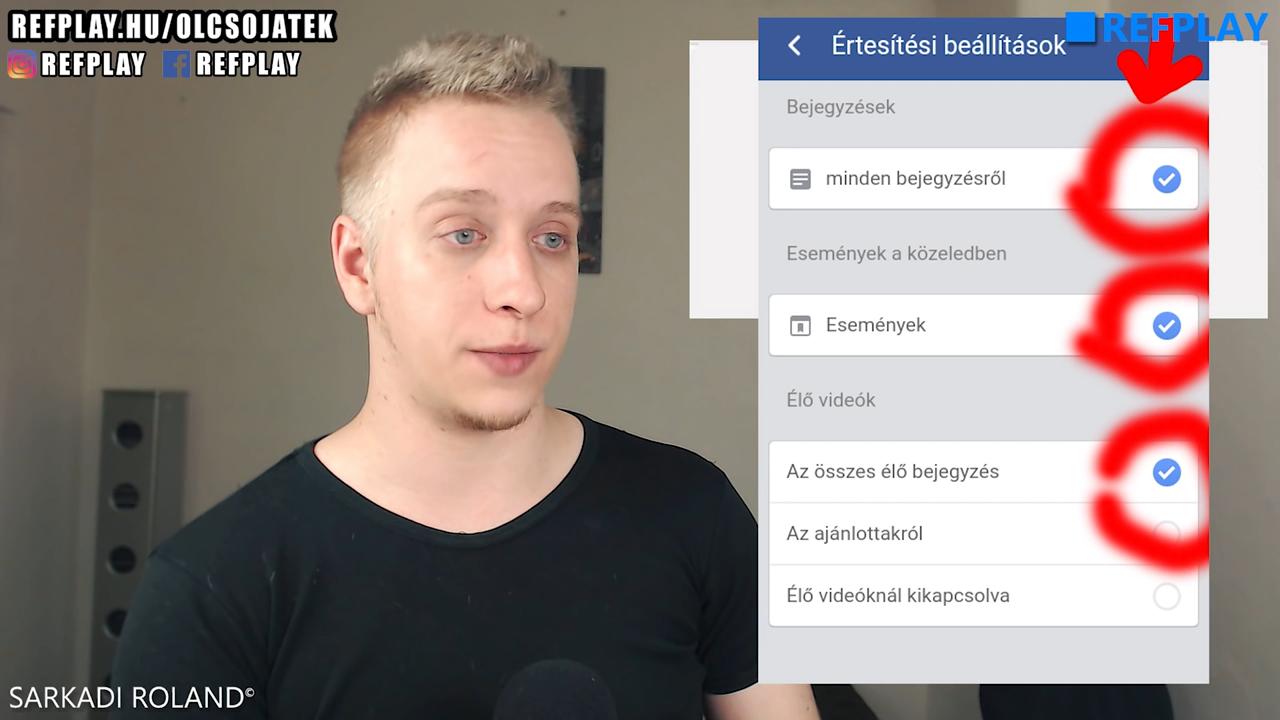 REFPLAY.HU/OLCSOJATEK
REFPLAY REFPLAY
REFPLAY
Értesítési beállítások
Bejegyzések
minden bejegyzésről
Események a közeledben
Események
Élő videók
Az összes élő bejegyzés
Az ajánlottakról
Élő videóknál kikapcsolva
SARKADI ROLAND©